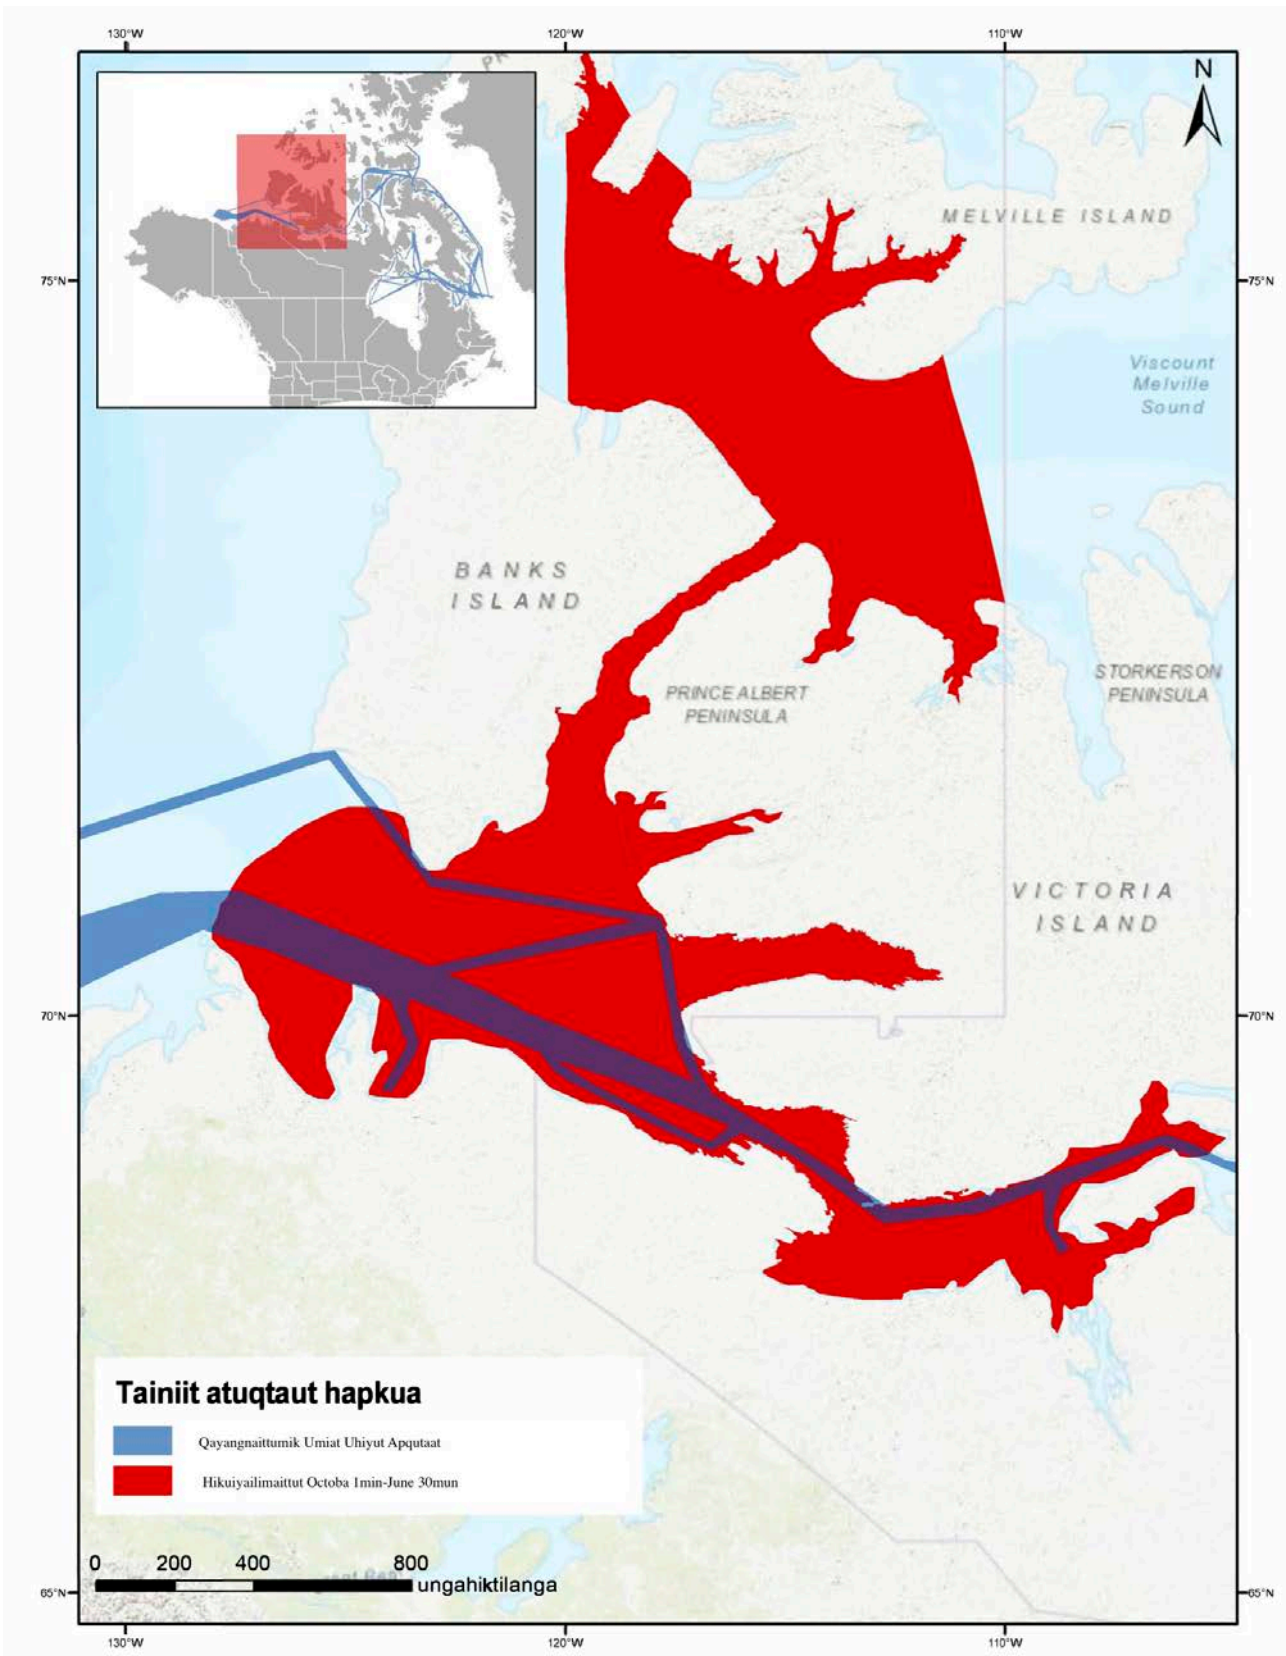 130°W 120°W 110°W
PR
N
MELVILLE ISLAND
75°N 75°N
Viscount
Melville
Sound
BANKS
ISLAND
PRINCE ALBERT
PENINSULA
STORKERSON
PENINSULA
VICTORIA
ISLAND
70°N 70°N
Tainiit atuqtaut hapkua
Qayangnaittumik Umiat Uhiyut Apqutaat
Hikuiyailimaittut Octoba 1min-June 30mun
0 200 400 800
ungahiktilanga
65°N 65°N
130°W 120°W 110°W